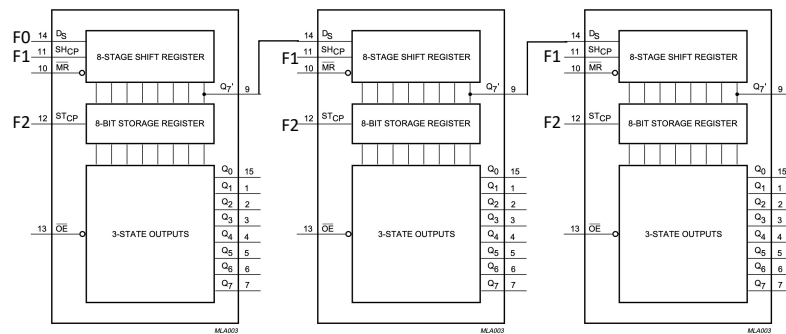 F0 14 DS
F1 11 SHCP
10 MR
8-STAGE SHIFT REGISTER
Q7' 9
F2 12 STCP
8-BIT STORAGE REGISTER
13 OE
3-STATE OUTPUTS
Q0 15
Q1 1
Q2 2
Q3 3
Q4 4
Q5 5
Q6 6
Q7 7
MLA003
14 DS
F1 11 SHCP
10 MR
8-STAGE SHIFT REGISTER
Q7' 9
F2 12 STCP
8-BIT STORAGE REGISTER
13 OE
3-STATE OUTPUTS
Q0 15
Q1 1
Q2 2
Q3 3
Q4 4
Q5 5
Q6 6
Q7 7
MLA003
14 DS
F1 11 SHCP
10 MR
8-STAGE SHIFT REGISTER
Q7' 9
F2 12 STCP
8-BIT STORAGE REGISTER
13 OE
3-STATE OUTPUTS
Q0 15
Q1 1
Q2 2
Q3 3
Q4 4
Q5 5
Q6 6
Q7 7
MLA003